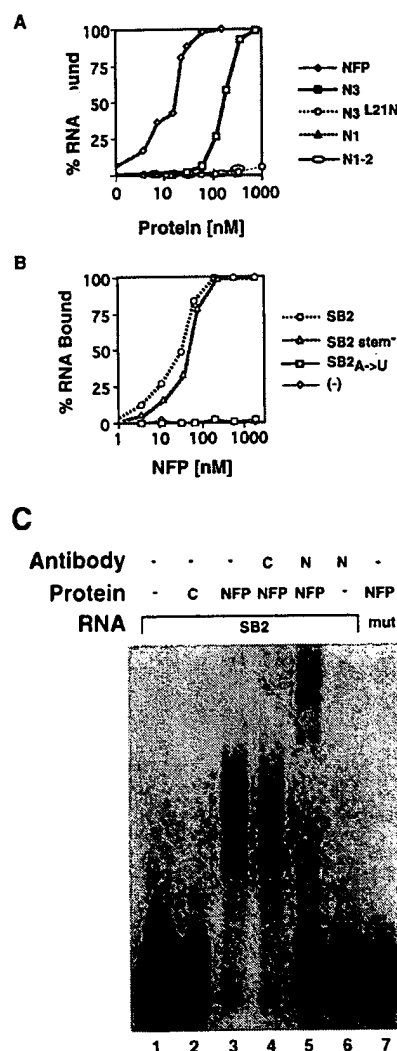 A
100
75
50
25
0
10
100
1000
% RNA ound
Protein [nM]
NFP
N3
N3 L21N
N1
N1-2
B
100
75
50
25
0
1
10
100
1000
% RNA Bound
NFP [nM]
SB2
SB2 stem-
SB2A->U
(-)
C
Antibody - - - C N N -
Protein - C NFP NFP NFP - NFP
RNA SB2 mut
1 2 3 4 5 6 7